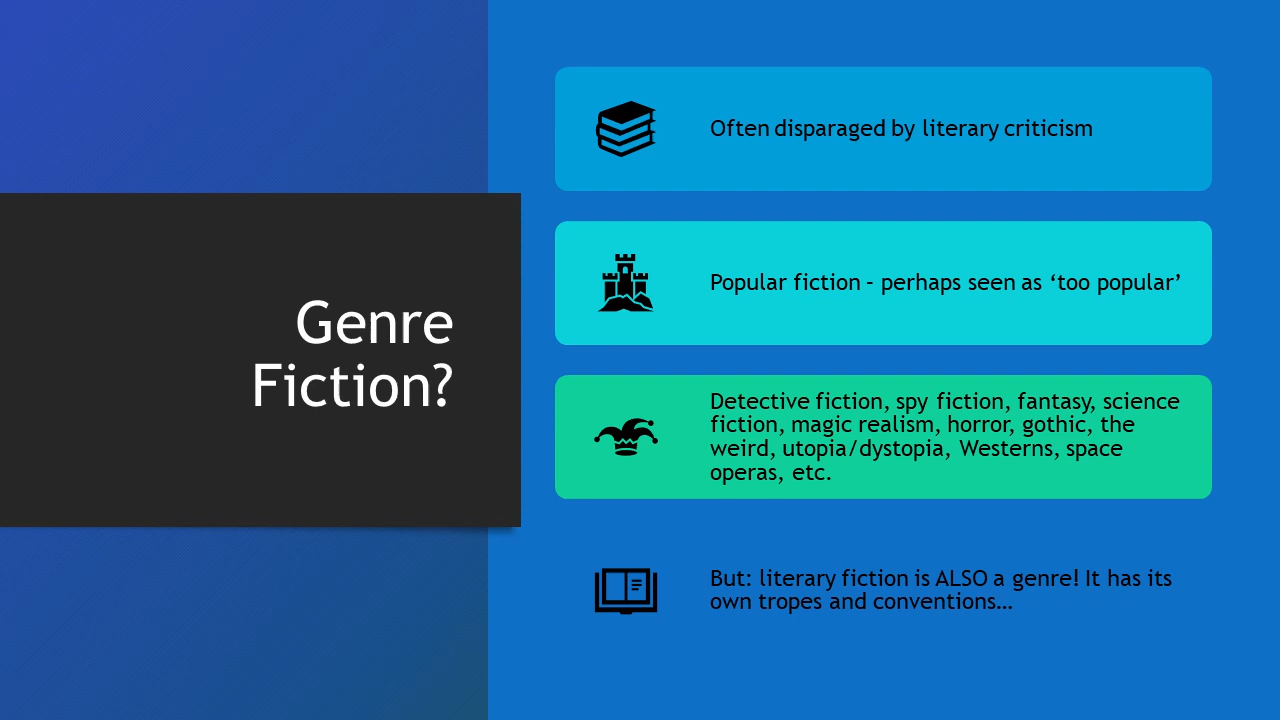 Genre
Fiction?
Often disparaged by literary criticism
Popular fiction – perhaps seen as ‘too popular’
Detective fiction, spy fiction, fantasy, science
fiction, magic realism, horror, gothic, the
weird, utopia/dystopia, Westerns, space
operas, etc.
But: literary fiction is ALSO a genre! It has its
own tropes and conventions…